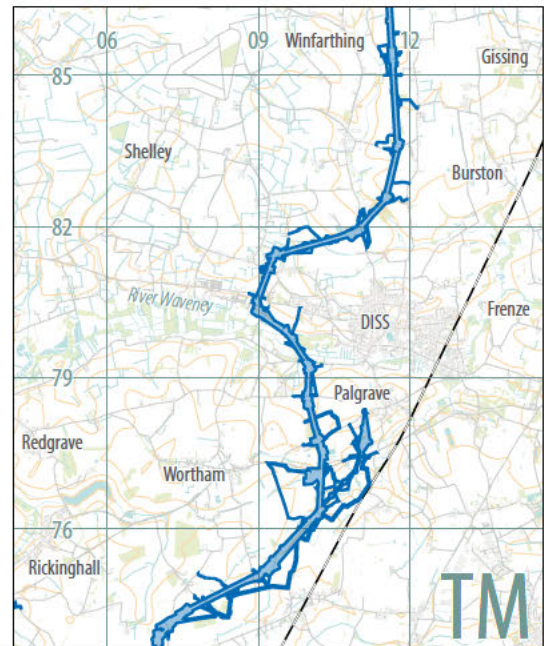 06
09
Winfarthing
12
Gissing
85
Shelley
Burston
82
River Waveney
DISS
Frenze
79
Palgrave
Redgrave
Wortham
76
Rickinghall
TM